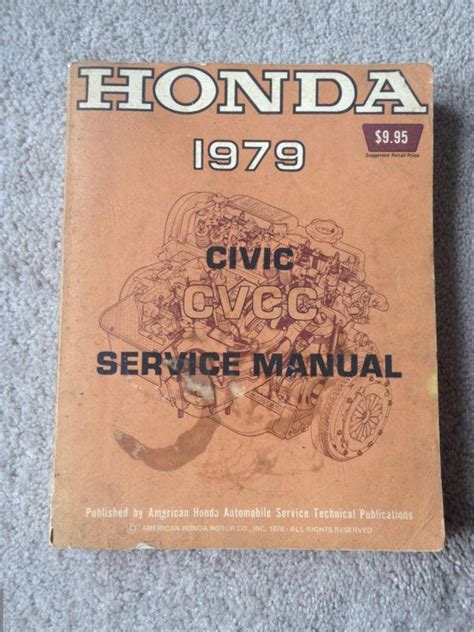 HONDA
$9.95
Suggested Retail Price
1979
CIVIC
CVCC
SERVICE MANUAL
Published by American Honda Automobile Service Technical Publications
© AMERICAN HONDA MOTOR CO., INC. 1978 - ALL RIGHTS RESERVED